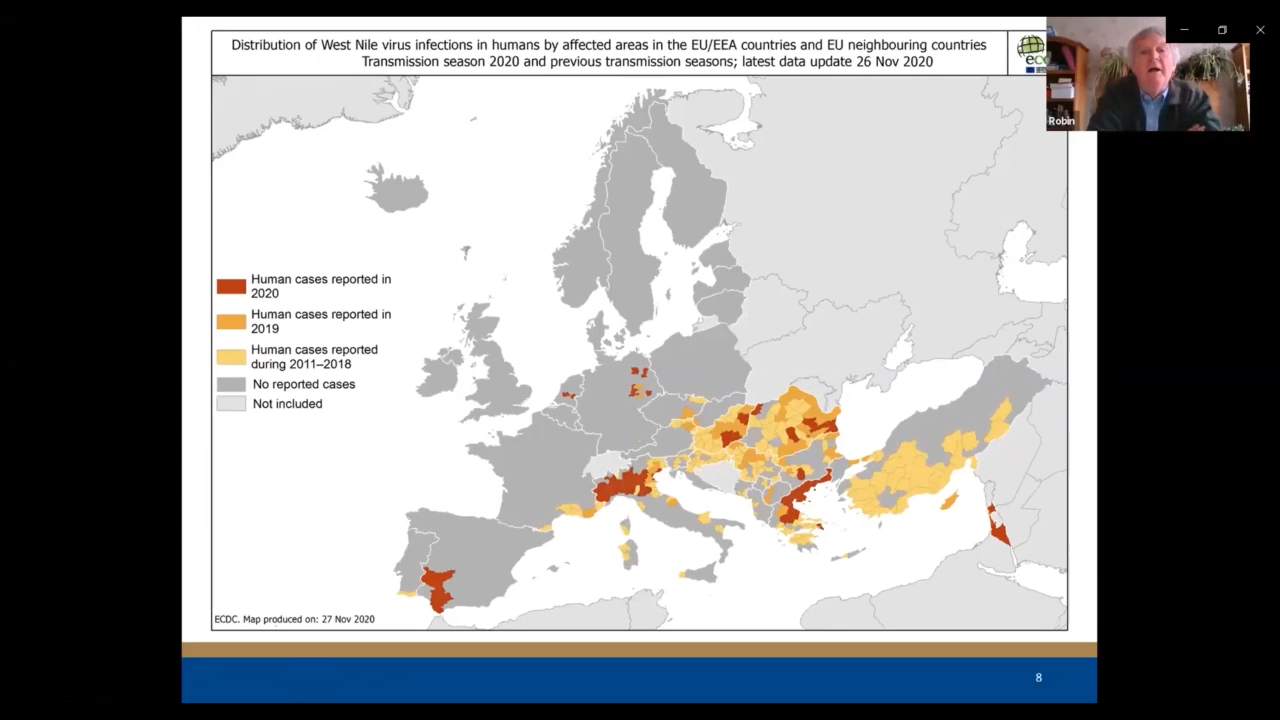 Distribution of West Nile virus infections in humans by affected areas in the EU/EEA countries and EU neighbouring countries
Transmission season 2020 and previous transmission seasons; latest data update 26 Nov 2020
Robin
Human cases reported in
2020
Human cases reported in
2019
Human cases reported
during 2011–2018
No reported cases
Not included
ECDC. Map produced on: 27 Nov 2020
8